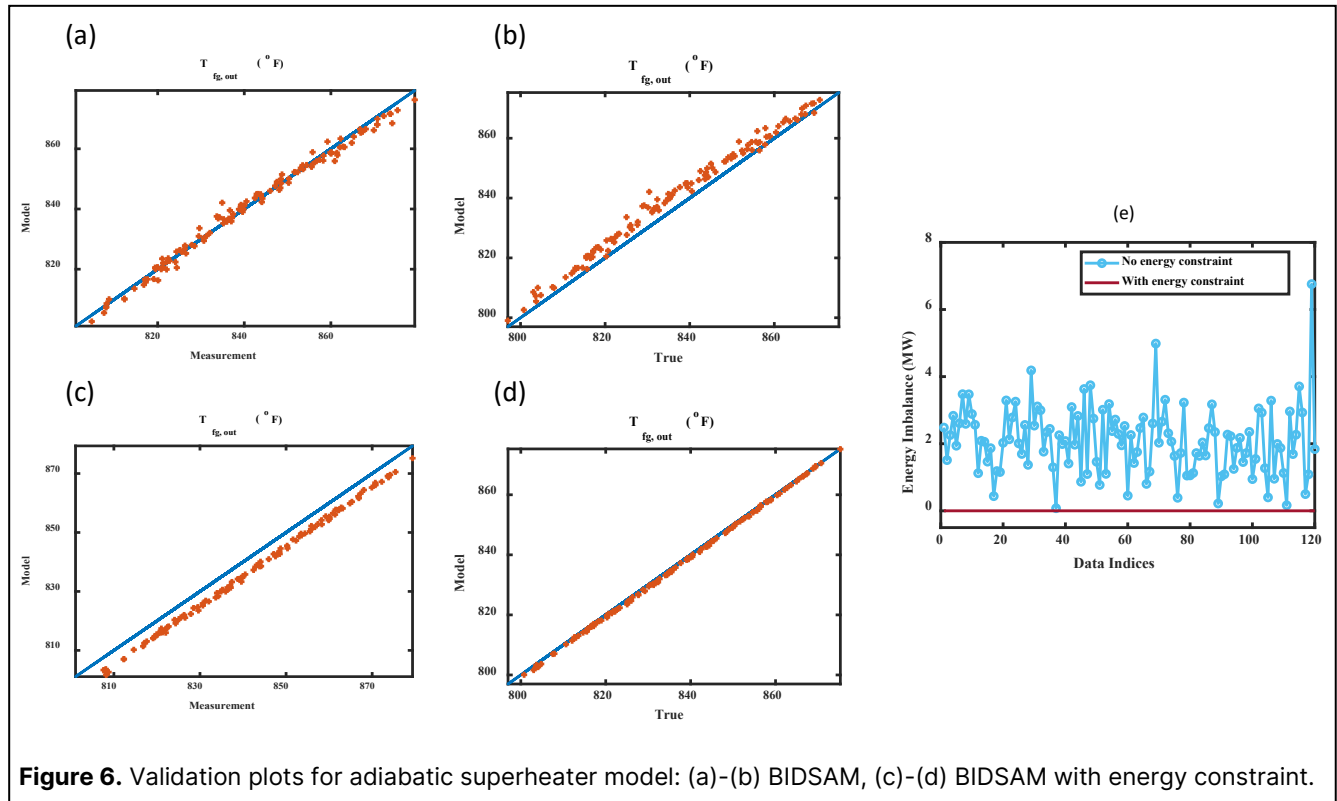 (a)
T fg, out (°F)
Model
860
840
820
820
840
860
Measurement
(b)
T fg, out (°F)
Model
860
840
820
800
800
820
840
860
True
(c)
T fg, out (°F)
Model
870
850
830
810
810
830
850
870
Measurement
(d)
T fg, out (°F)
Model
860
840
820
800
800
820
840
860
True
(e)
Energy Imbalance (MW)
8
6
4
2
0
No energy constraint
With energy constraint
0
20
40
60
80
100
120
Data Indices
Figure 6. Validation plots for adiabatic superheater model: (a)-(b) BIDSAM, (c)-(d) BIDSAM with energy constraint.